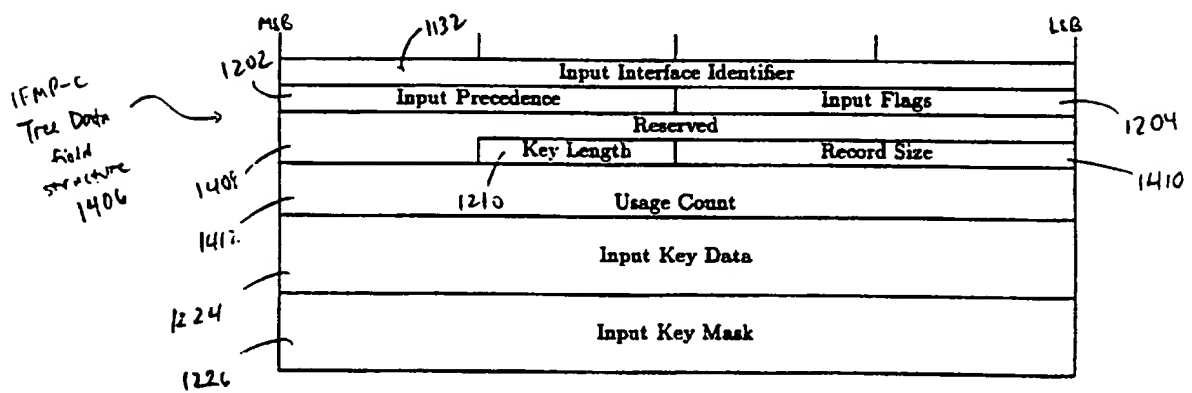 MSB
LSB
1132
Input Interface Identifier
1202
Input Precedence
Input Flags
1204
IFMP-C
Tree Data
field
structure
1406
Reserved
1408
Key Length
Record Size
1410
1210
Usage Count
1412
Input Key Data
1224
Input Key Mask
1226